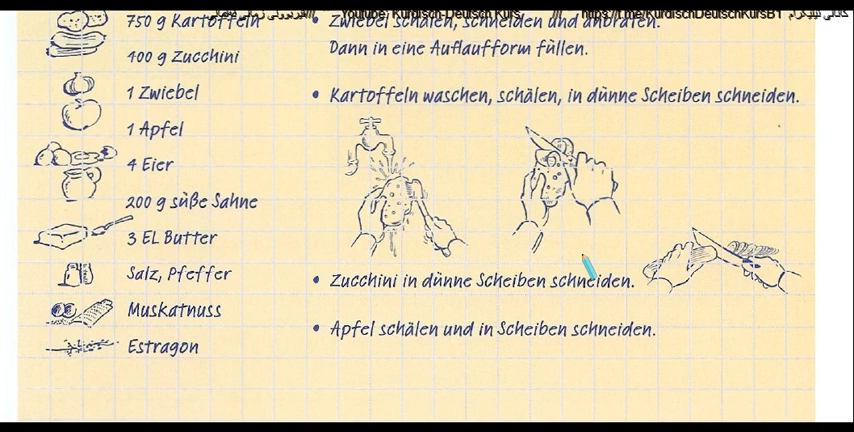 Youtube: Kurdisch-Deutsch Kurs /// https://t.me/KurdischDeutschKursB1
750 g Kartoffeln
400 g Zucchini
1 Zwiebel
1 Apfel
4 Eier
200 g süße Sahne
3 EL Butter
Salz, Pfeffer
Muskatnuss
Estragon
• Zwiebel schälen, schneiden und anbraten.
Dann in eine Auflaufform füllen.
• Kartoffeln waschen, schälen, in dünne Scheiben schneiden.
• Zucchini in dünne Scheiben schneiden.
• Apfel schälen und in Scheiben schneiden.